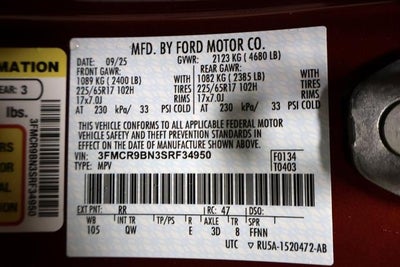 MFD. BY FORD MOTOR CO.
DATE: 09/25 GVWR: 2123 KG (4680 LB)
FRONT GAWR: REAR GAWR:
1089 KG (2400 LB) 1082 KG (2385 LB)
225/65R17 102H TIRES 225/65R17 102H TIRES
17x7.0J RIMS 17x7.0J RIMS
AT 230 kPa/ 33 PSI COLD AT 230 kPa/ 33 PSI COLD
THIS VEHICLE CONFORMS TO ALL APPLICABLE FEDERAL MOTOR
VEHICLE SAFETY AND THEFT PREVENTION STANDARDS IN
EFFECT ON THE DATE OF MANUFACTURE SHOWN ABOVE.
VIN: 3FMCR9BN3SRF34950 F0134
TYPE: MPV T0403
EXT PNT: RR RC: 47 DSO:
WB INT TR TP/PS R AXLE TR SPR
105 QW E 3D 8 FFNN
UTC RU5A-1520472-AB
MATION
EAR: 3
lbs.
3FMCR9BN3SRF34950